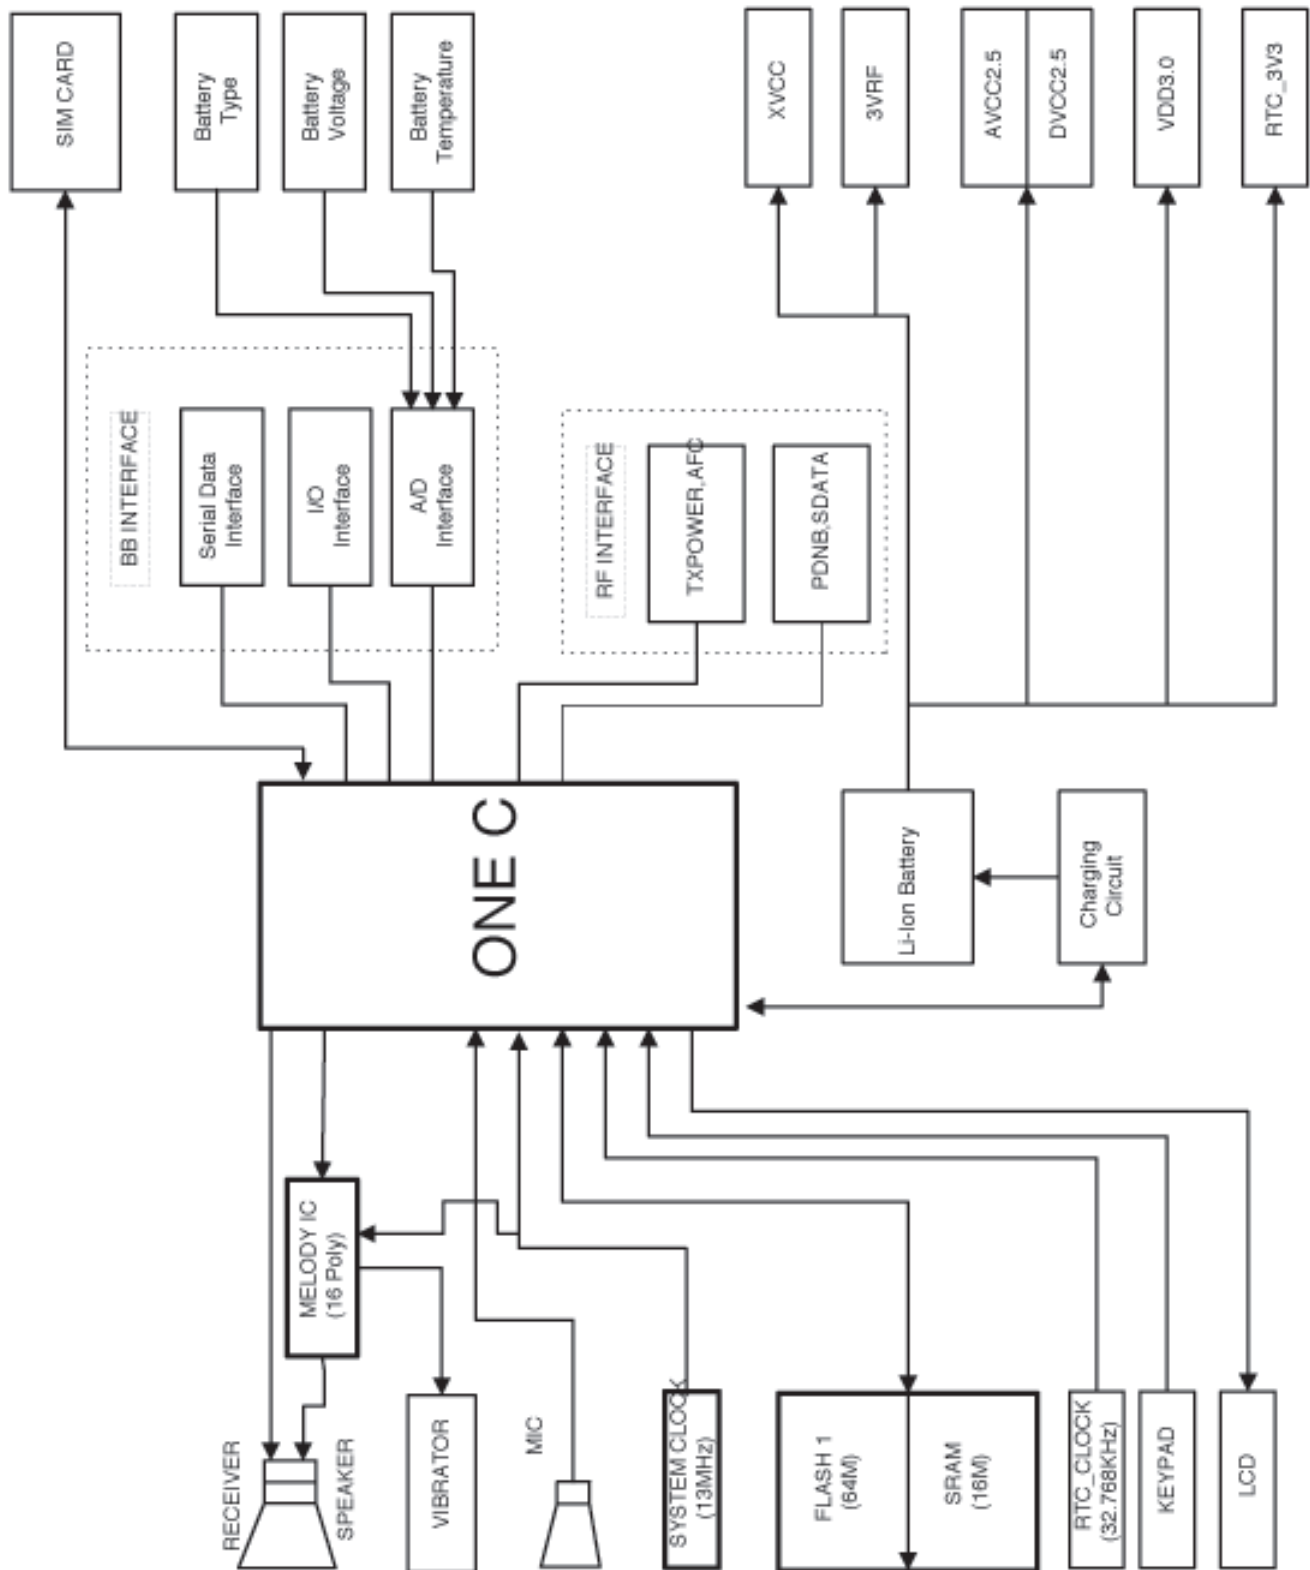 SIM CARD
Battery
Type
Battery
Voltage
Battery
Temperature
XVCC
3VRF
AVCC2.5
DVCC2.5
VDD3.0
RTC_3V3
BB INTERFACE
Serial Data
Interface
I/O
Interface
A/D
Interface
RF INTERFACE
TXPOWER,AFC
PDNB,SDATA
ONE C
Li-Ion Battery
Charging
Circuit
MELODY IC
(16 Poly)
RECEIVER
SPEAKER
VIBRATOR
MIC
SYSTEM CLOCK
(13MHz)
FLASH 1
(64M)
SRAM
(16M)
RTC_CLOCK
(32.768KHz)
KEYPAD
LCD